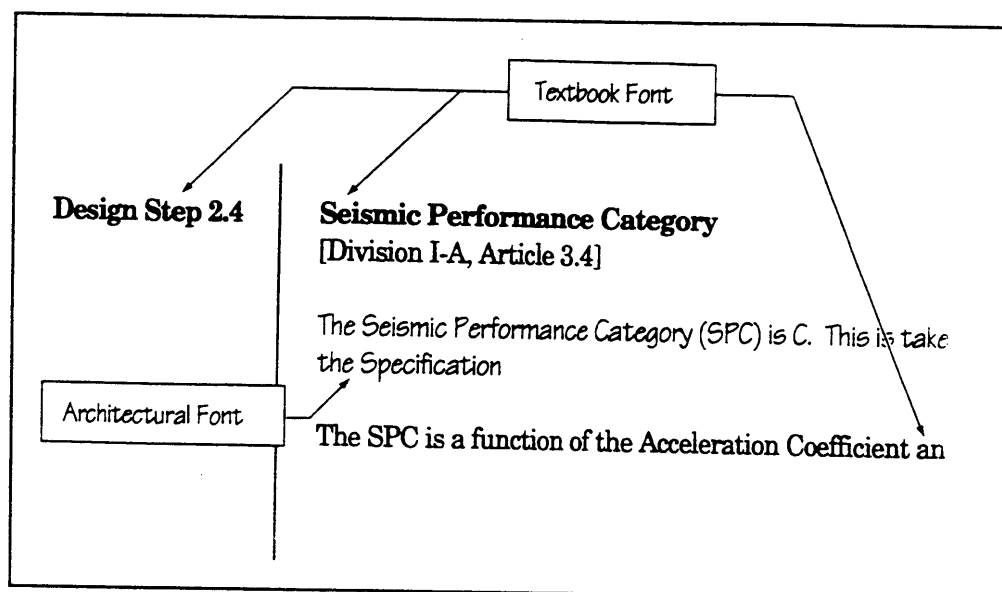 Textbook Font
Design Step 2.4
Seismic Performance Category
[Division I-A, Article 3.4]
The Seismic Performance Category (SPC) is C. This is take
the Specification
Architectural Font
The SPC is a function of the Acceleration Coefficient an